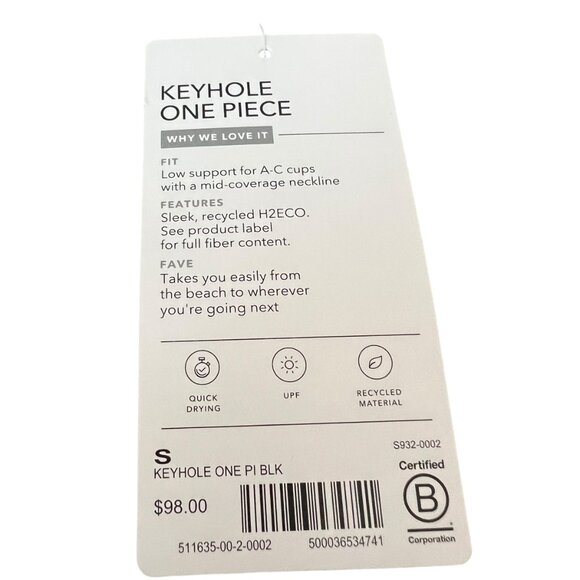 KEYHOLE
ONE PIECE
WHY WE LOVE IT
FIT
Low support for A-C cups
with a mid-coverage neckline
FEATURES
Sleek, recycled H2ECO.
See product label
for full fiber content.
FAVE
Takes you easily from
the beach to wherever
you're going next
QUICK
DRYING
UPF
RECYCLED
MATERIAL
S
KEYHOLE ONE PI BLK
$98.00
511635-00-2-0002
500036534741
S932-0002
Certified
B
Corporation